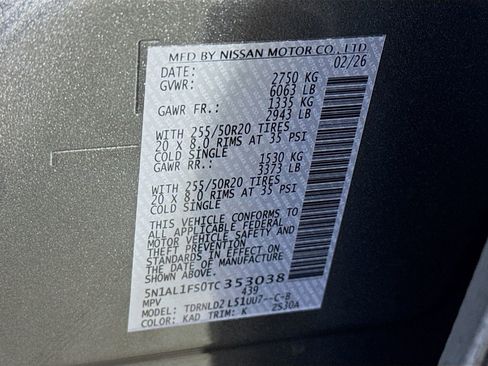 MFD BY NISSAN MOTOR CO., LTD
DATE: 02/26
GVWR: 2750 KG
6063 LB
GAWR FR.: 1335 KG
2943 LB
WITH 255/50R20 TIRES
20 X 8.0 RIMS AT 35 PSI
COLD SINGLE
GAWR RR.: 1530 KG
3373 LB
WITH 255/50R20 TIRES
20 X 8.0 RIMS AT 35 PSI
COLD SINGLE
THIS VEHICLE CONFORMS TO
ALL APPLICABLE FEDERAL
MOTOR VEHICLE SAFETY AND
THEFT PREVENTION
STANDARDS IN EFFECT ON
THE DATE OF MANUFACTURE
SHOWN ABOVE.
5N1AL1FS0TC353038
MPV 439
MODEL: TDRNLD2 LS1UU7--C-B
COLOR: KAD TRIM: K 2S30A